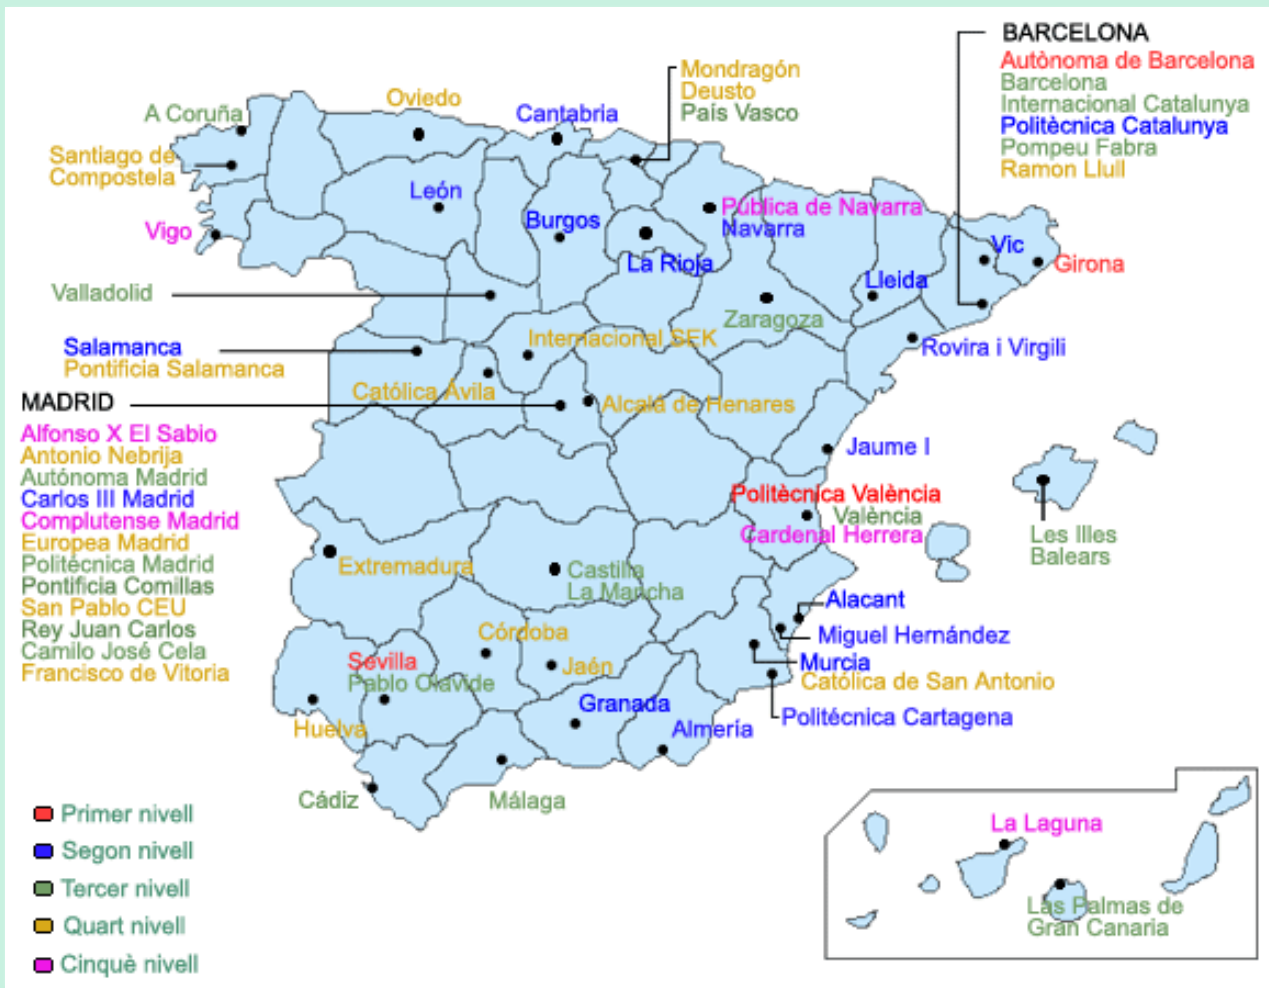 BARCELONA
Autònoma de Barcelona
Barcelona
Internacional Catalunya
Politècnica Catalunya
Pompeu Fabra
Ramon Llull
Mondragón
Deusto
País Vasco
Oviedo
Cantabria
A Coruña
Santiago de
Compostela
Vigo
León
Burgos
La Rioja
Pública de Navarra
Navarra
Vic
Girona
Lleida
Valladolid
Zaragoza
Internacional SEK
Rovira i Virgili
Salamanca
Pontificia Salamanca
Católica Ávila
Alcalá de Henares
MADRID
Alfonso X El Sabio
Antonio Nebrija
Autónoma Madrid
Carlos III Madrid
Complutense Madrid
Europea Madrid
Politécnica Madrid
Pontificia Comillas
San Pablo CEU
Rey Juan Carlos
Camilo José Cela
Francisco de Vitoria
Jaume I
Politècnica València
València
Cardenal Herrera
Les Illes
Balears
Extremadura
Castilla
La Mancha
Alacant
Miguel Hernández
Murcia
Católica de San Antonio
Politécnica Cartagena
Córdoba
Jaén
Sevilla
Pablo Olavide
Huelva
Granada
Almería
Cádiz
Málaga
Primer nivell
Segon nivell
Tercer nivell
Quart nivell
Cinquè nivell
La Laguna
Las Palmas de
Gran Canaria